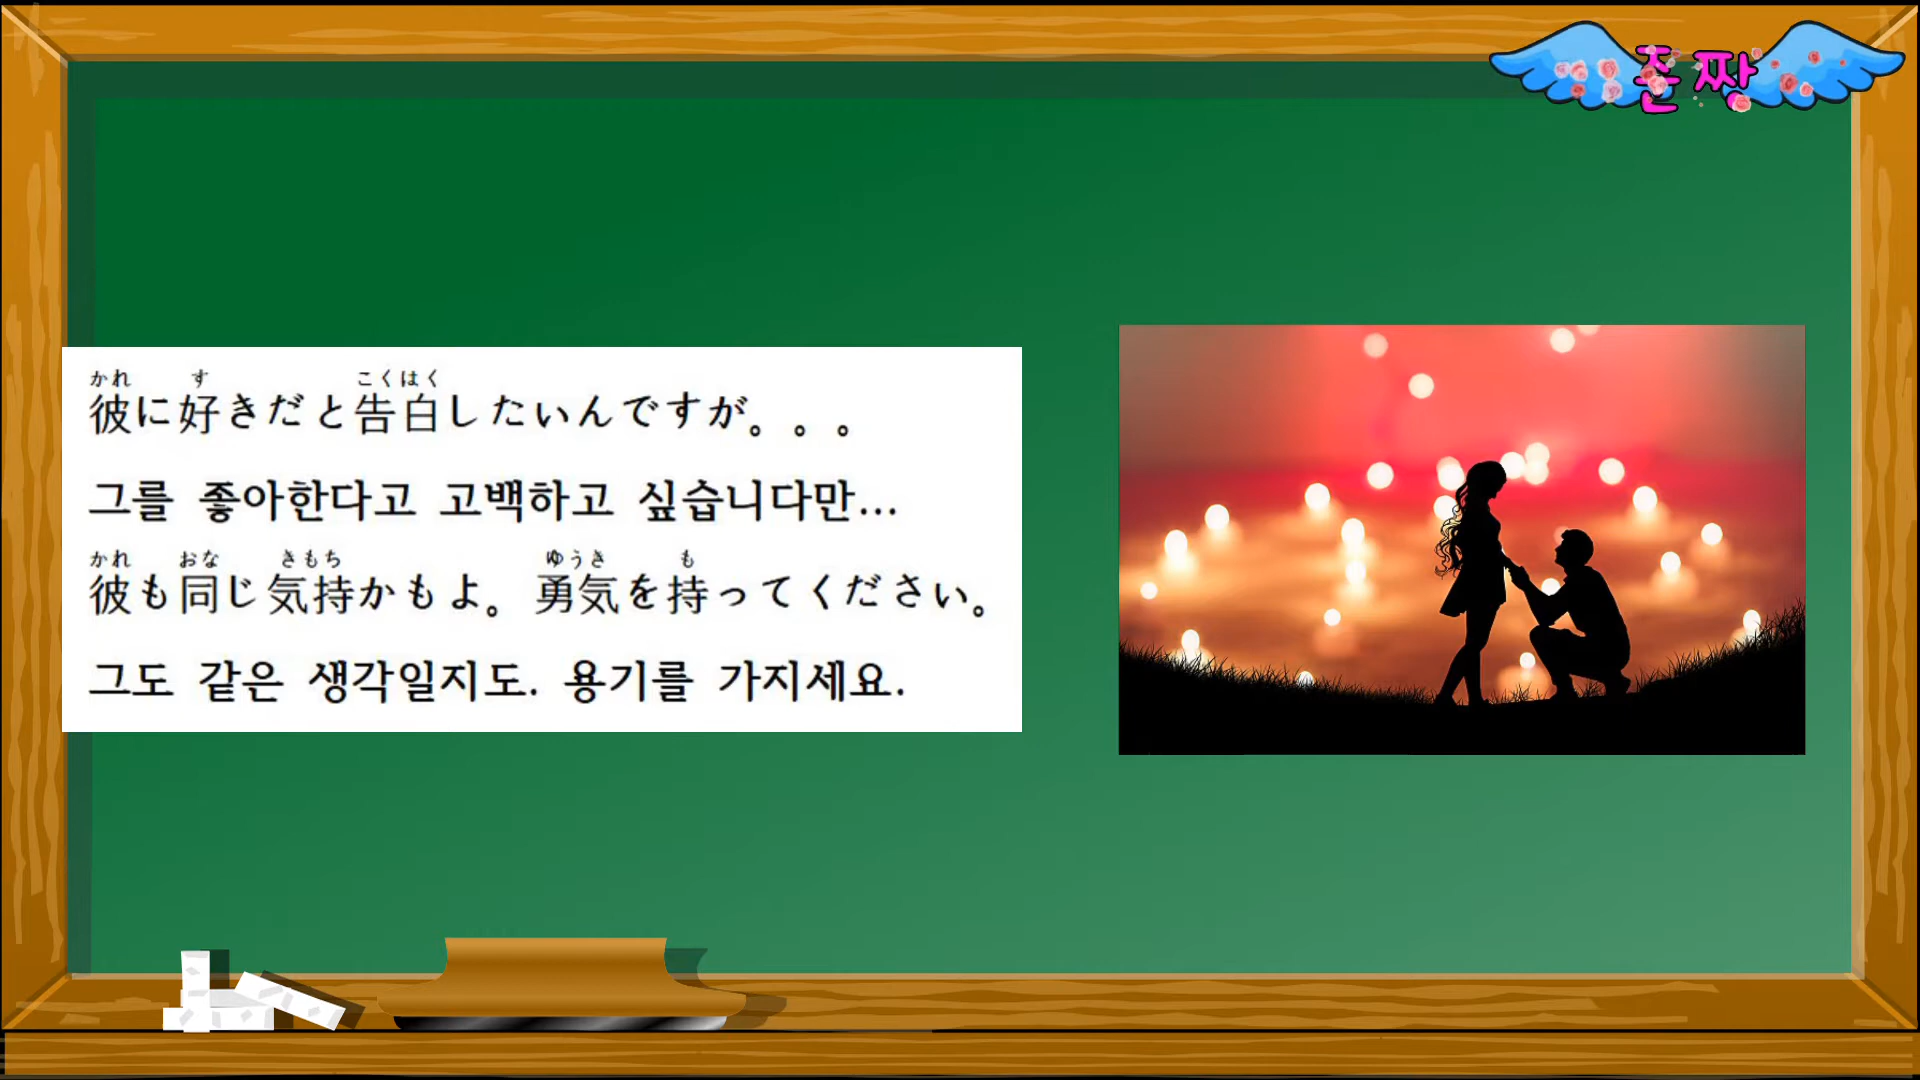 존짱
かれ す こくはく
彼に好きだと告白したいんですが。。。
그를 좋아한다고 고백하고 싶습니다만...
かれ おな きもち ゆうき も
彼も同じ気持かもよ。 勇気を持ってください。
그도 같은 생각일지도. 용기를 가지세요.